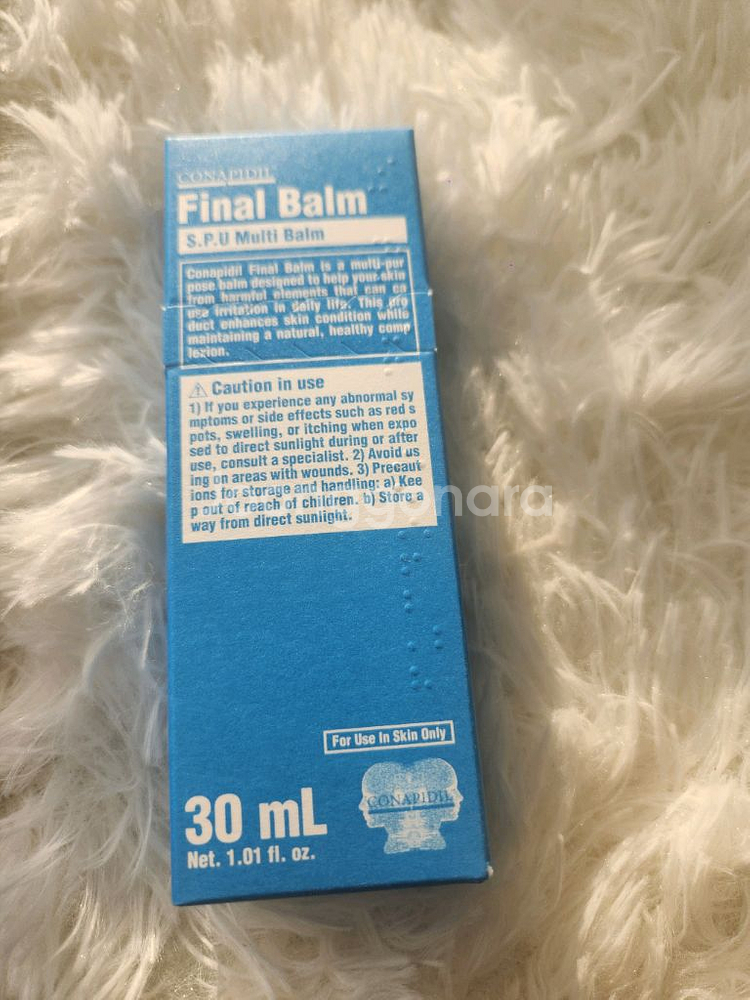 CONAPIDIL
Final Balm
S.P.U Multi Balm
Conapidil Final Balm is a multi-pur
pose balm designed to help your skin
from harmful elements that can ca
use irritation in daily life. This pro
duct enhances skin condition while
maintaining a natural, healthy comp
lexion.
Caution in use
1) If you experience any abnormal sy
mptoms or side effects such as red s
pots, swelling, or itching when expo
sed to direct sunlight during or after
use, consult a specialist. 2) Avoid us
ing on areas with wounds. 3) Precaut
ions for storage and handling: a) Kee
p out of reach of children. b) Store a
way from direct sunlight.
For Use In Skin Only
CONAPIDIL
30 mL
Net. 1.01 fl. oz.